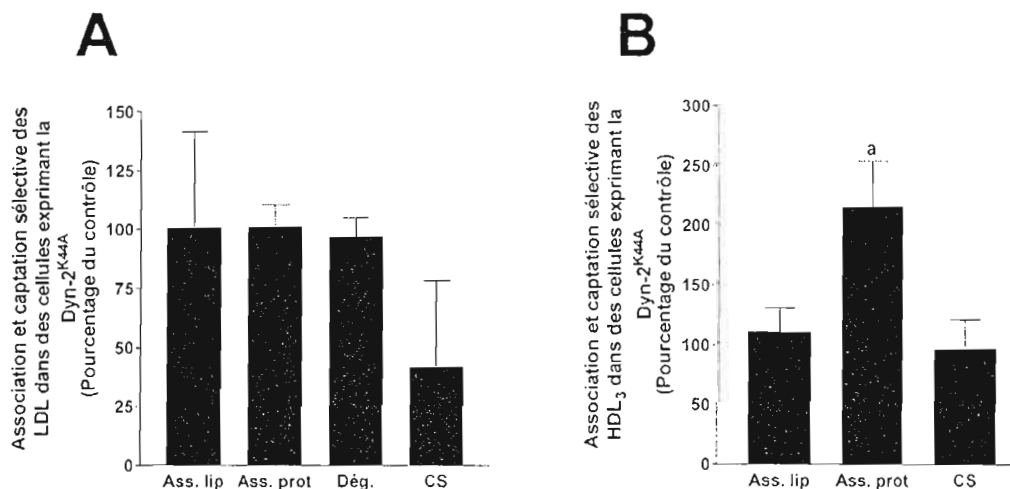 A
Association et captation sélective des
LDL dans des cellules exprimant la
Dyn-2K44A
(Pourcentage du contrôle)
150
125
100
75
50
25
0
Ass. lip Ass. prot Dég. CS
B
Association et captation sélective des
HDL3 dans des cellules exprimant la
Dyn-2K44A
(Pourcentage du contrôle)
300
250
200
150
100
50
0
a
Ass. lip Ass. prot CS